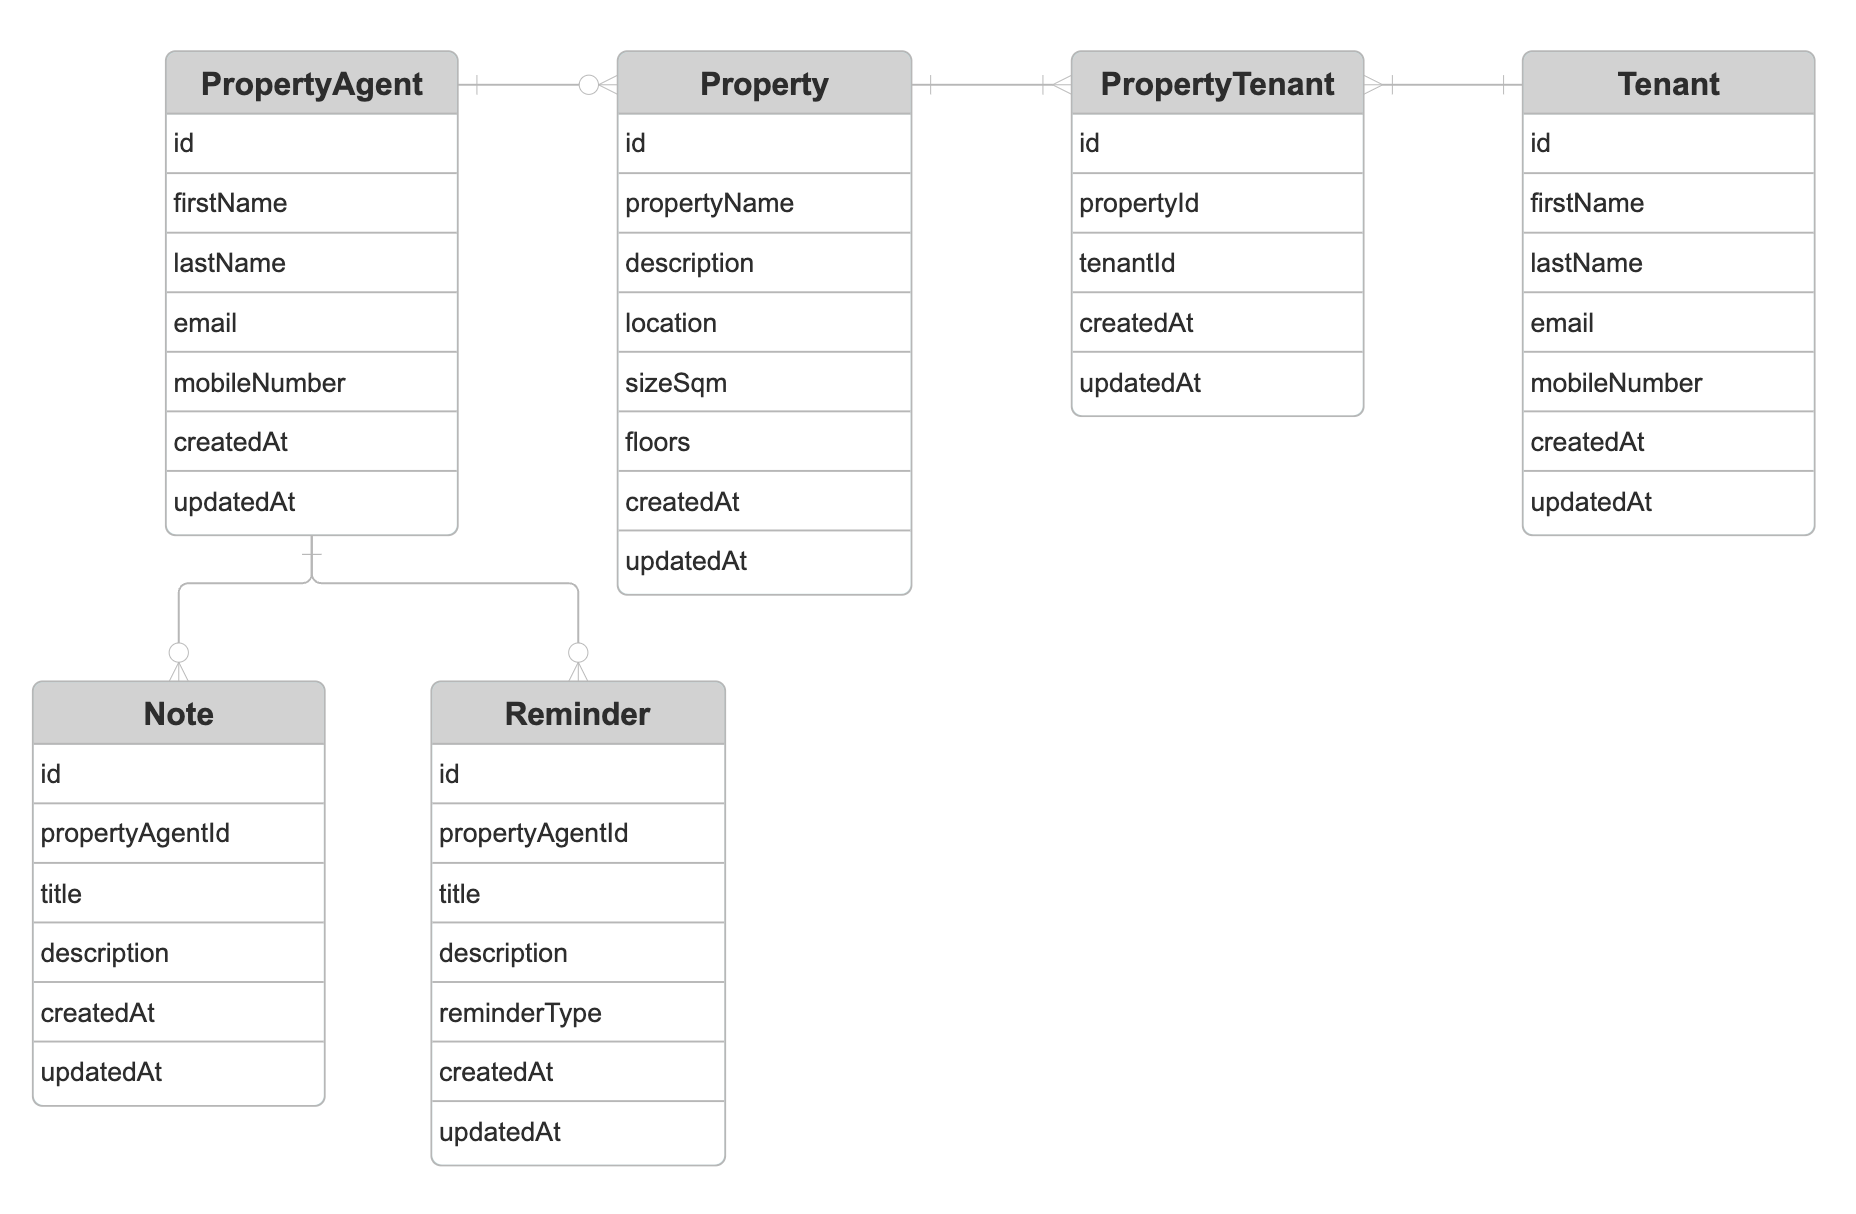 PropertyAgent
id
firstName
lastName
email
mobileNumber
createdAt
updatedAt
Property
id
propertyName
description
location
sizeSqm
floors
createdAt
updatedAt
PropertyTenant
id
propertyId
tenantId
createdAt
updatedAt
Tenant
id
firstName
lastName
email
mobileNumber
createdAt
updatedAt
Note
id
propertyAgentId
title
description
createdAt
updatedAt
Reminder
id
propertyAgentId
title
description
reminderType
createdAt
updatedAt